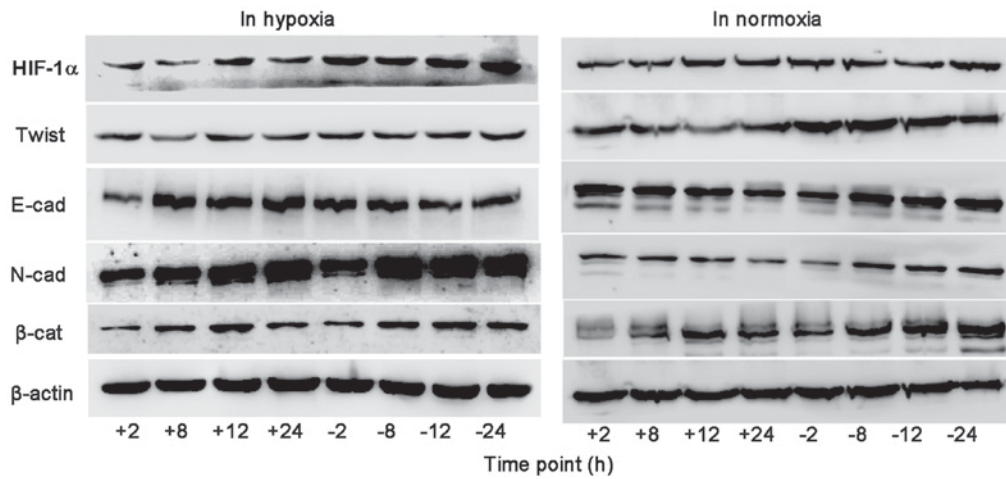 In hypoxia In normoxia
HIF-1α
Twist
E-cad
N-cad
β-cat
β-actin
+2 +8 +12 +24 -2 -8 -12 -24 +2 +8 +12 +24 -2 -8 -12 -24
Time point (h)